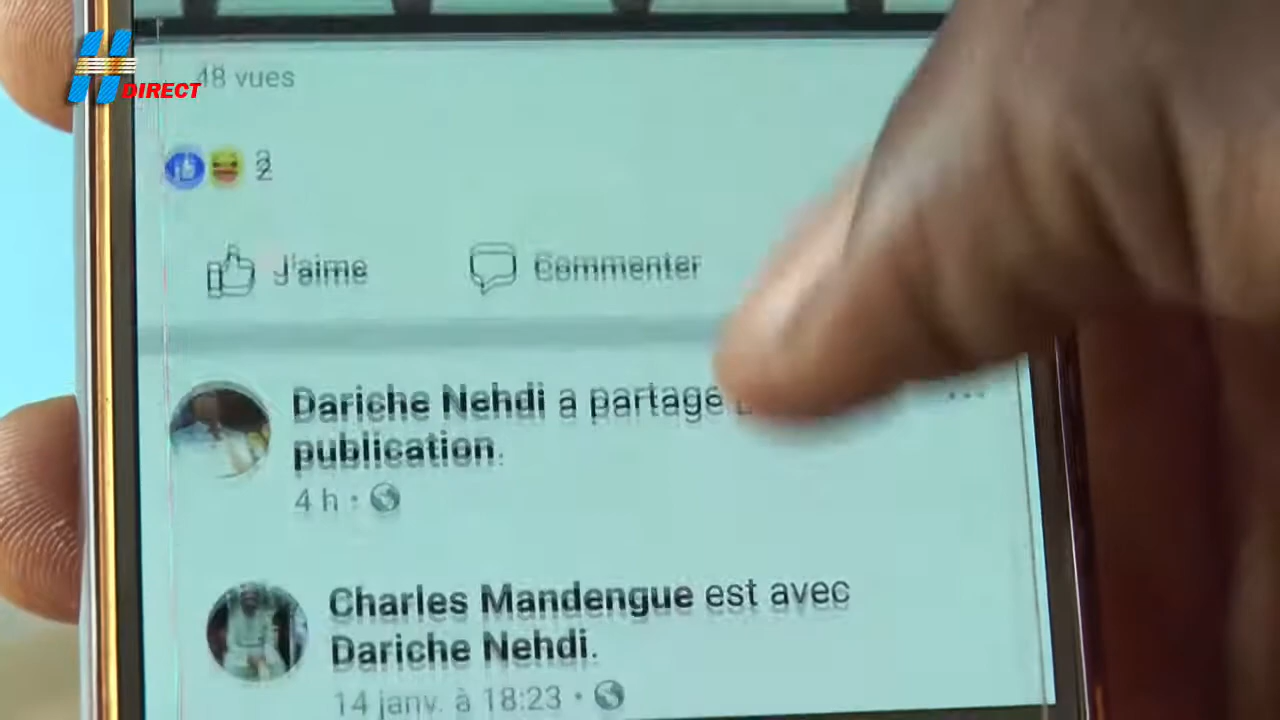 DIRECT
48 vues
2
J'aime
Commenter
Dariche Nehdi a partagé
publication.
4 h
Charles Mandengue est avec
Dariche Nehdi.
14 janv. à 18:23